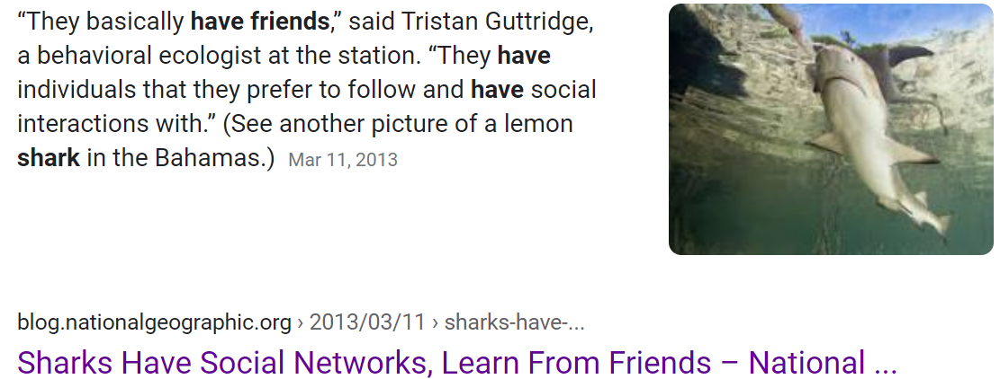 “They basically have friends,” said Tristan Guttridge,
a behavioral ecologist at the station. “They have
individuals that they prefer to follow and have social
interactions with.” (See another picture of a lemon
shark in the Bahamas.) Mar 11, 2013
blog.nationalgeographic.org › 2013/03/11 › sharks-have-...
Sharks Have Social Networks, Learn From Friends – National ...